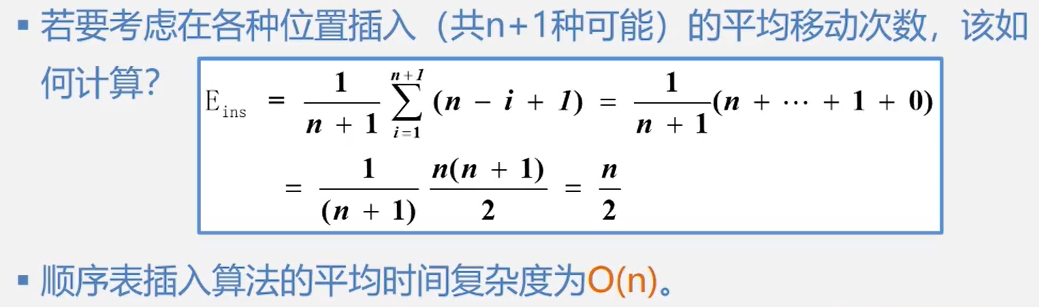 ▪ 若要考虑在各种位置插入（共n+1种可能）的平均移动次数，该如
何计算？
E_ins = \frac{1}{n + 1} \sum_{i=1}^{n+1} (n - i + 1) = \frac{1}{n + 1}(n + ··· + 1 + 0)
= \frac{1}{(n + 1)} \frac{n(n + 1)}{2} = \frac{n}{2}
▪ 顺序表插入算法的平均时间复杂度为O(n)。